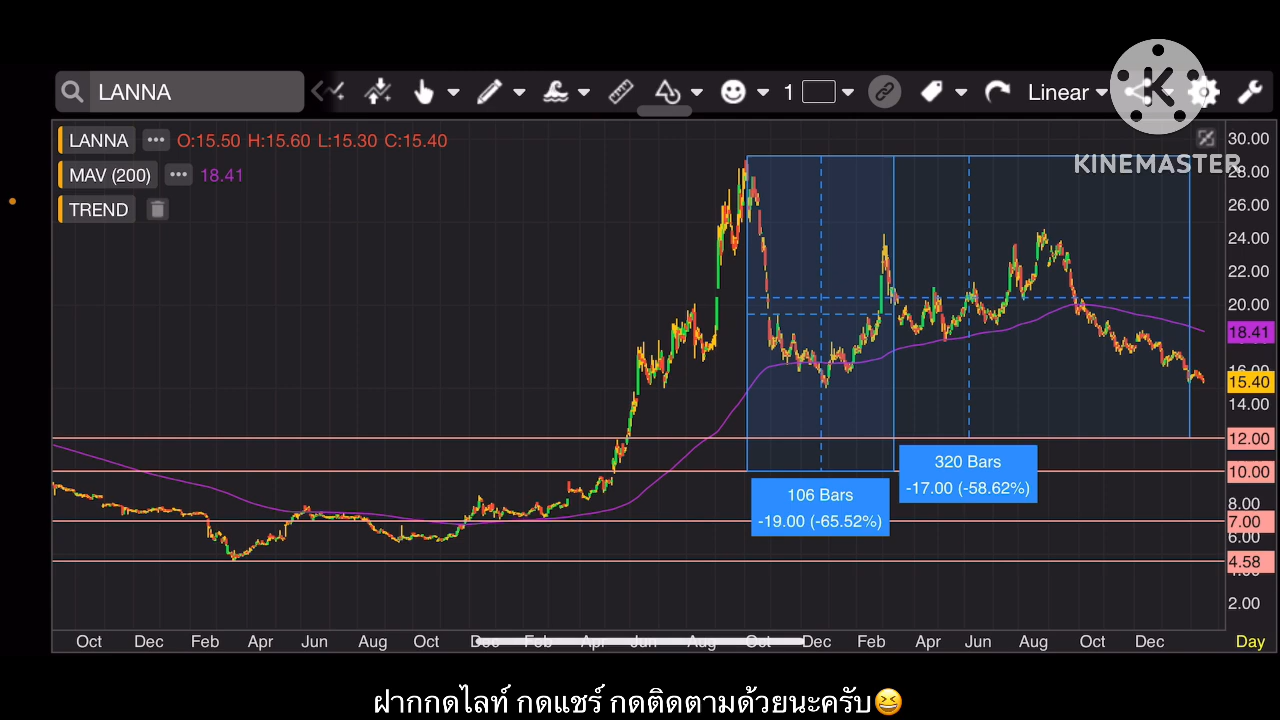 LANNA
1
Linear
KINEMASTER
LANNA ••• O:15.50 H:15.60 L:15.30 C:15.40
MAV (200) ••• 18.41
TREND
30.00
28.00
26.00
24.00
22.00
20.00
18.41
16.00
15.40
14.00
12.00
10.00
8.00
7.00
6.00
4.58
2.00
320 Bars
-17.00 (-58.62%)
106 Bars
-19.00 (-65.52%)
Oct Dec Feb Apr Jun Aug Oct Dec Feb Apr Jun Aug Oct Dec Feb Apr Jun Aug Oct Dec Day
ฝากกดไลท์ กดแชร์ กดติดตามด้วยนะครับ😆